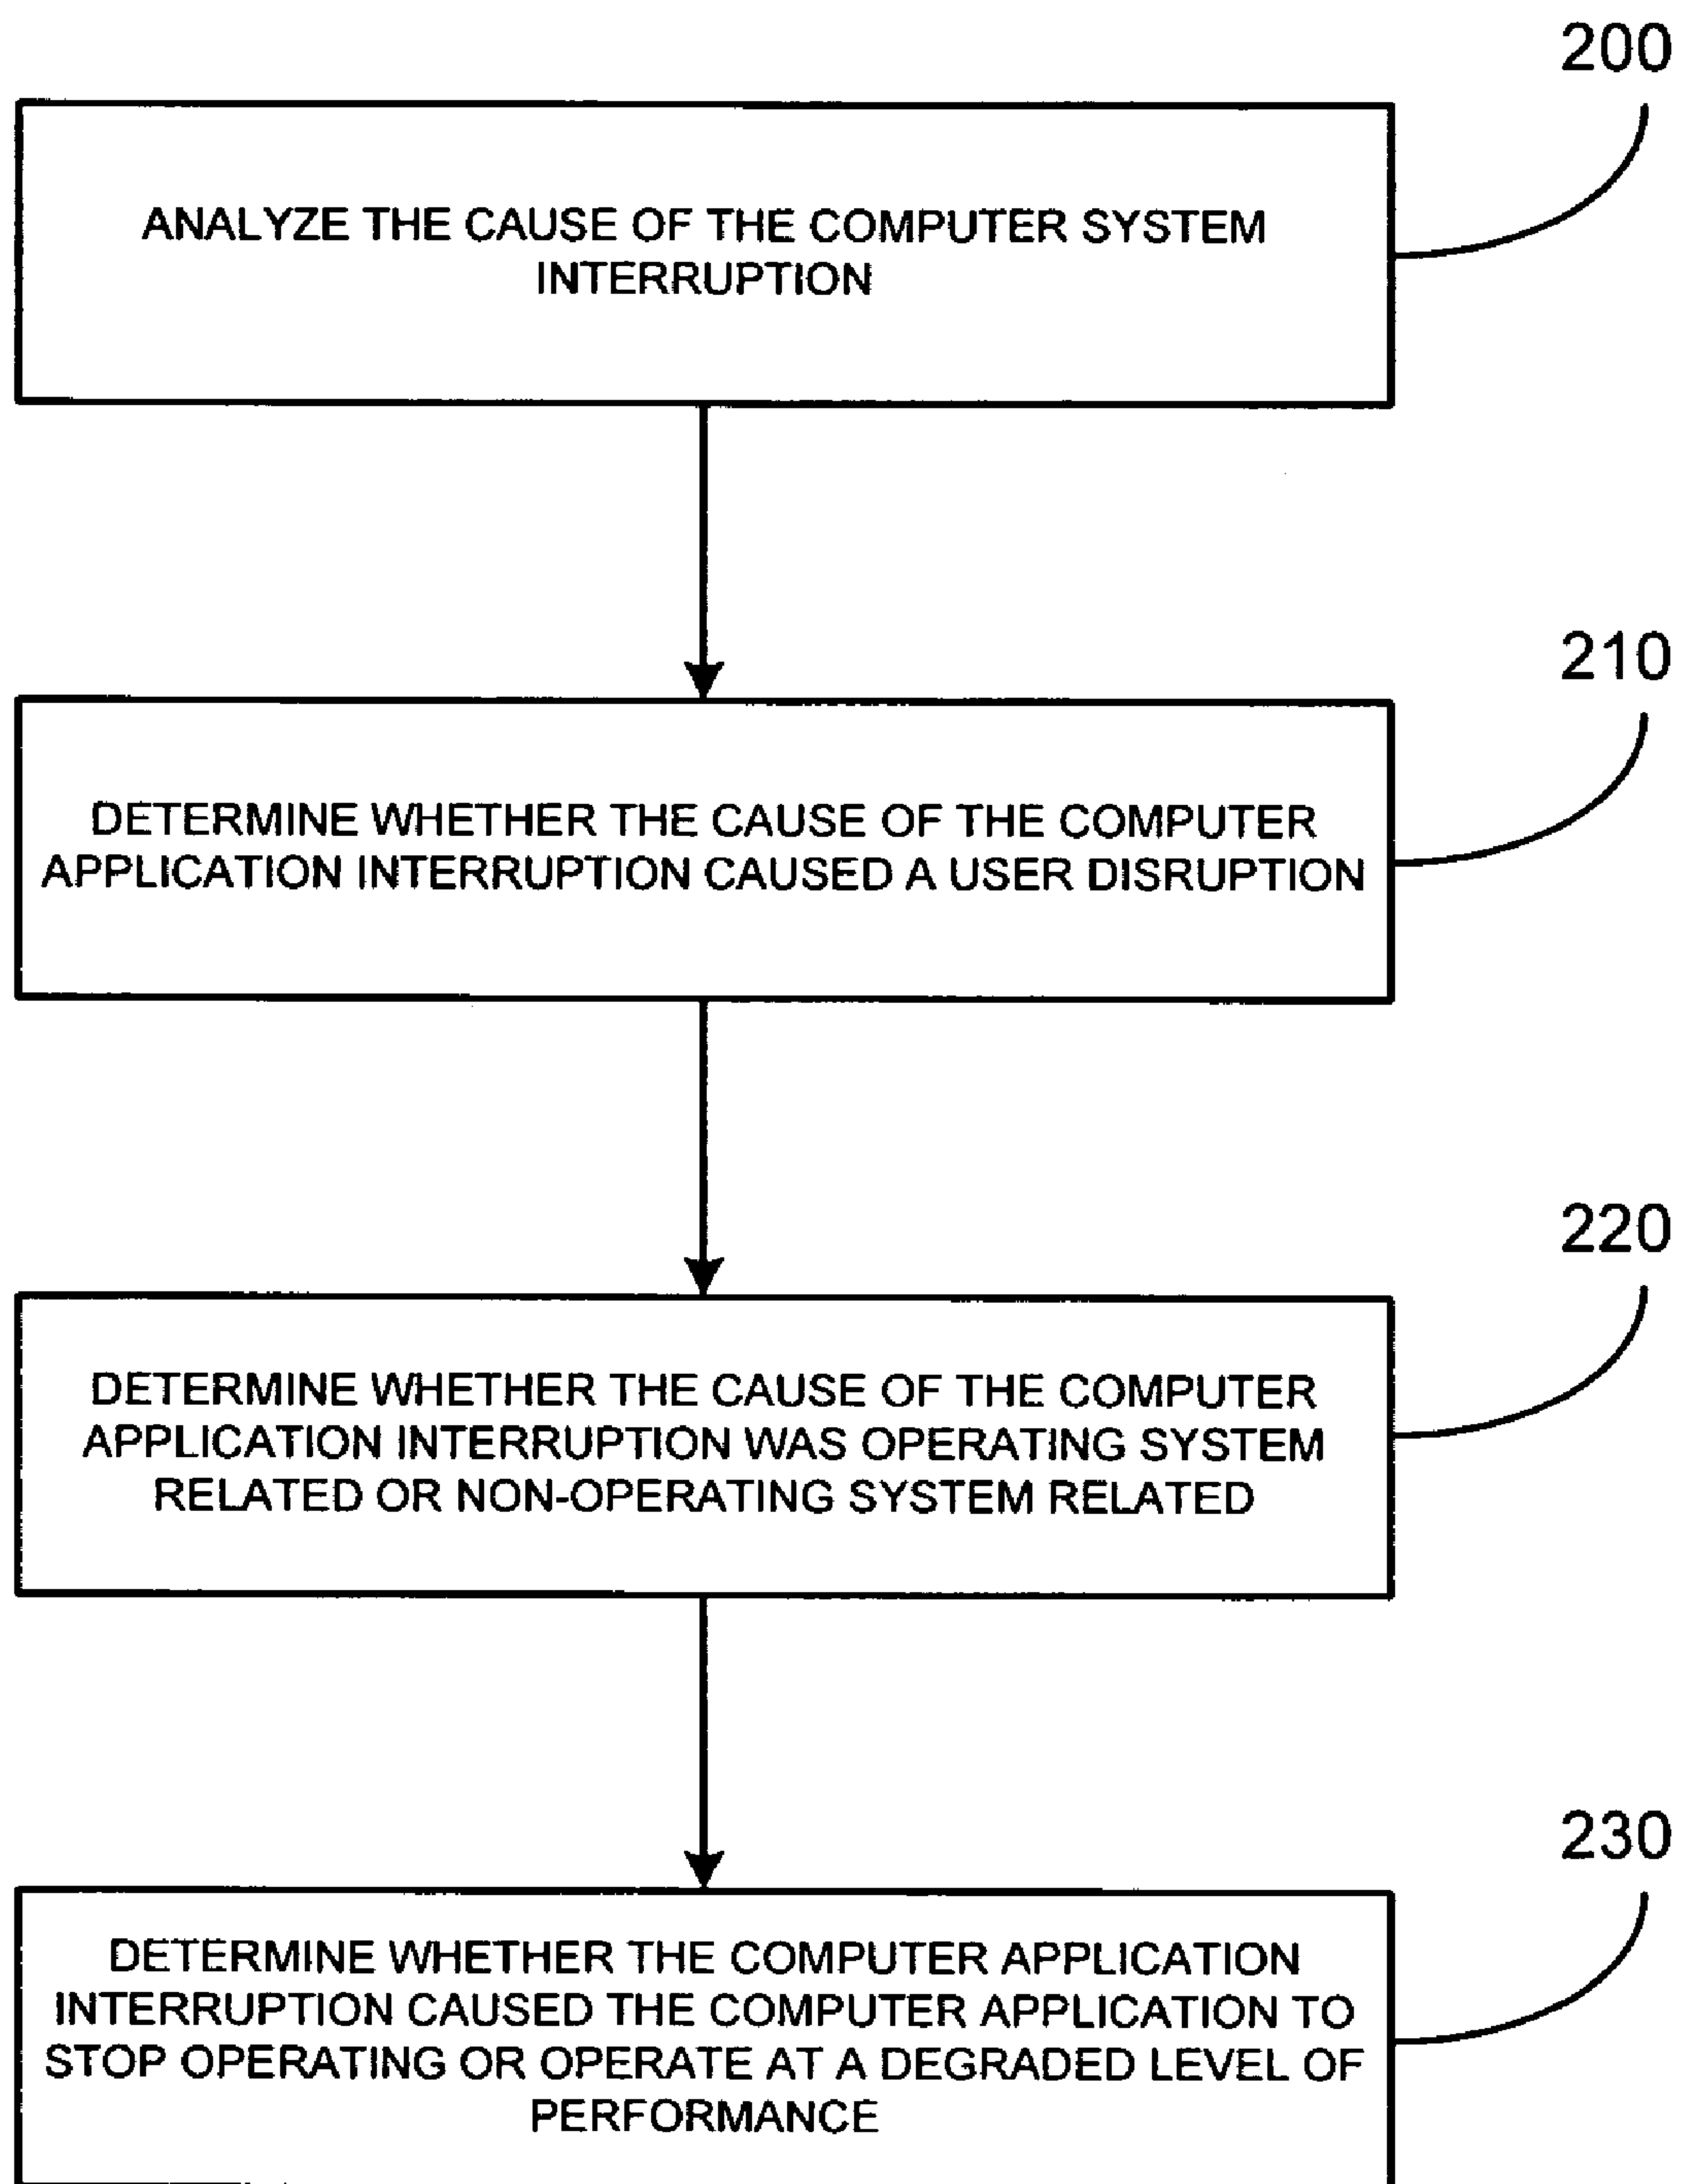 200
ANALYZE THE CAUSE OF THE COMPUTER SYSTEM
INTERRUPTION
210
DETERMINE WHETHER THE CAUSE OF THE COMPUTER
APPLICATION INTERRUPTION CAUSED A USER DISRUPTION
220
DETERMINE WHETHER THE CAUSE OF THE COMPUTER
APPLICATION INTERRUPTION WAS OPERATING SYSTEM
RELATED OR NON-OPERATING SYSTEM RELATED
230
DETERMINE WHETHER THE COMPUTER APPLICATION
INTERRUPTION CAUSED THE COMPUTER APPLICATION TO
STOP OPERATING OR OPERATE AT A DEGRADED LEVEL OF
PERFORMANCE